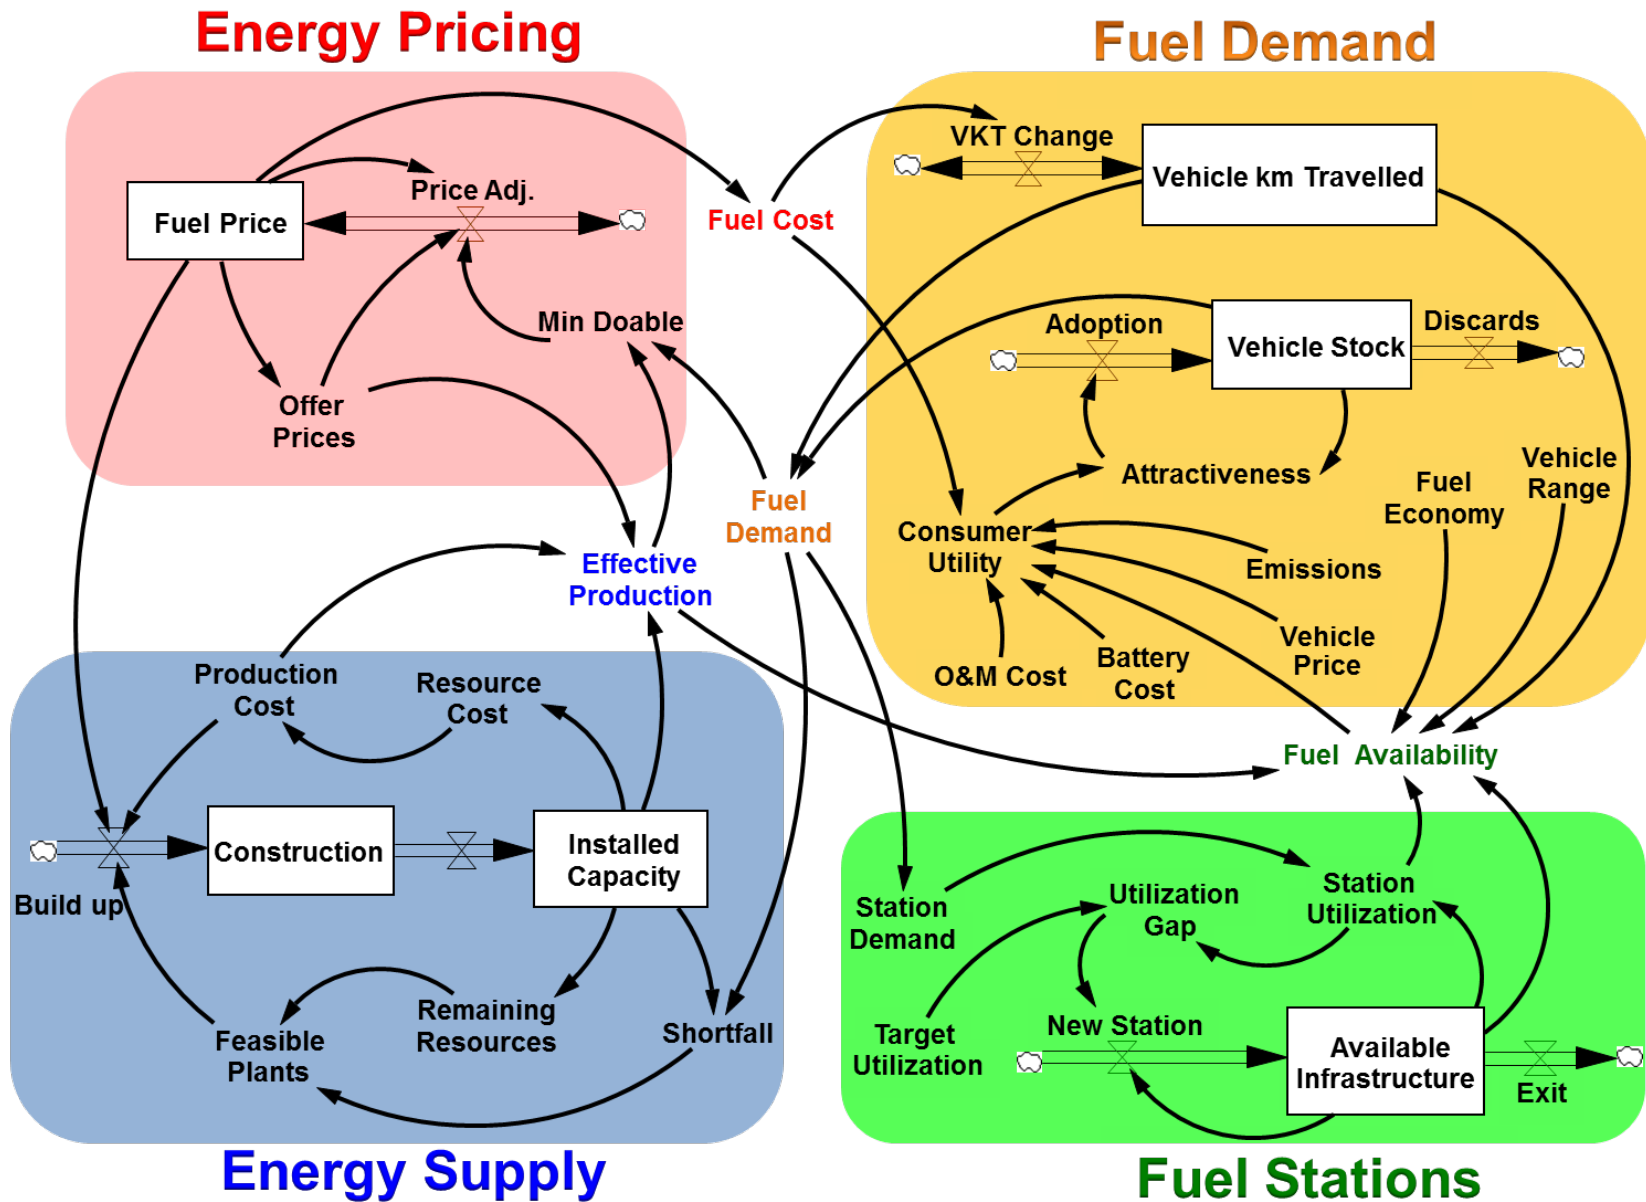 Energy Pricing
Fuel Demand
VKT Change
Vehicle km Travelled
Price Adj.
Fuel Price
Fuel Cost
Min Doable
Adoption
Discards
Vehicle Stock
Offer
Prices
Attractiveness
Fuel
Economy
Vehicle
Range
Fuel
Demand
Consumer
Utility
Emissions
Effective
Production
Vehicle
Price
Battery
Cost
O&M Cost
Production
Cost
Resource
Cost
Fuel Availability
Construction
Installed
Capacity
Build up
Station
Demand
Utilization
Gap
Station
Utilization
Remaining
Resources
Feasible
Plants
Shortfall
Target
Utilization
New Station
Available
Infrastructure
Exit
Energy Supply
Fuel Stations